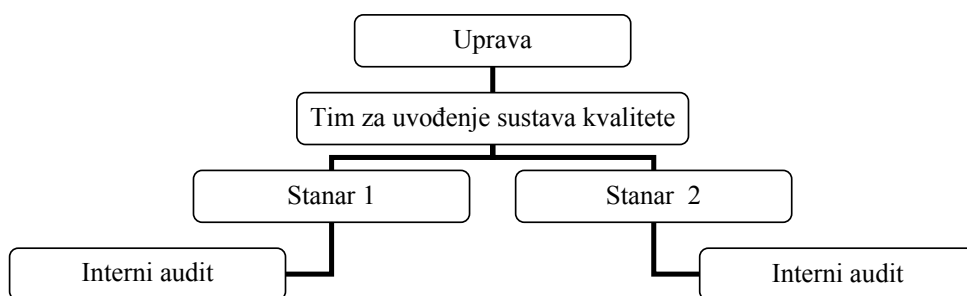 Uprava
Tim za uvođenje sustava kvalitete
Stanar 1
Stanar 2
Interni audit
Interni audit